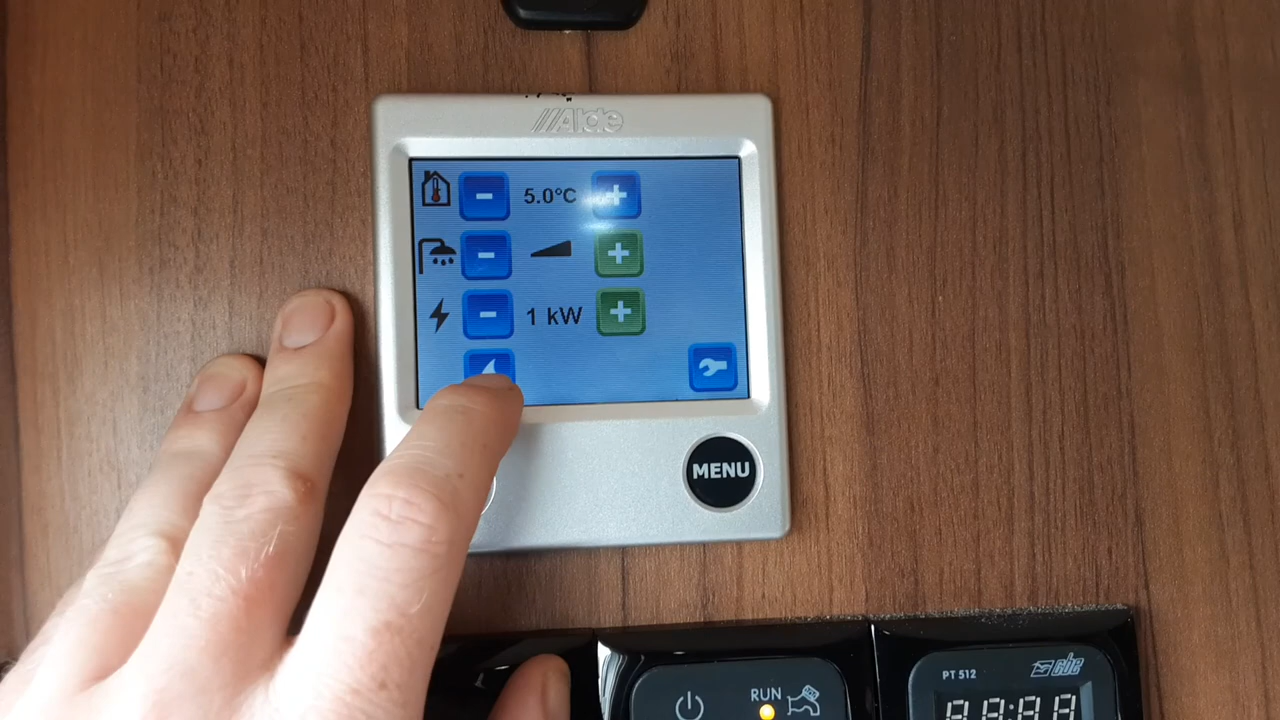 Alde
- 5.0°C +
- +
- 1 kW +
MENU
RUN
PT 512
cbe